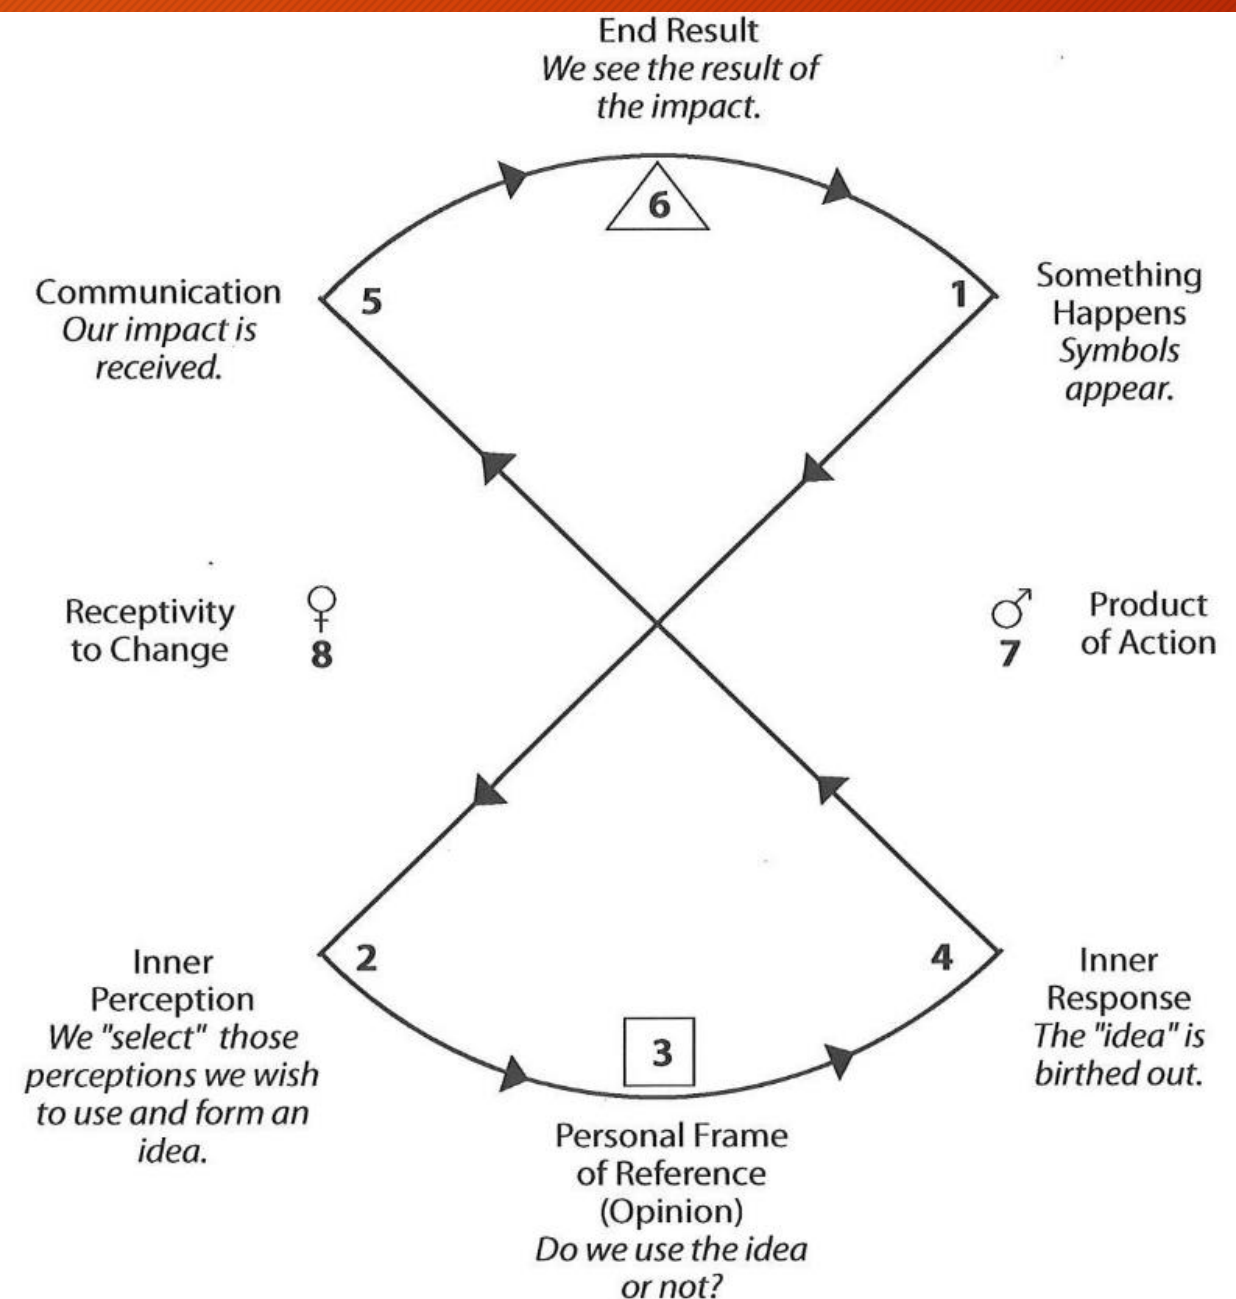 End Result
We see the result of
the impact.
6
Communication
Our impact is
received.
5
1
Something
Happens
Symbols
appear.
Receptivity
to Change
♀
8
♂
7
Product
of Action
Inner
Perception
We "select" those
perceptions we wish
to use and form an
idea.
2
3
4
Inner
Response
The "idea" is
birthed out.
Personal Frame
of Reference
(Opinion)
Do we use the idea
or not?